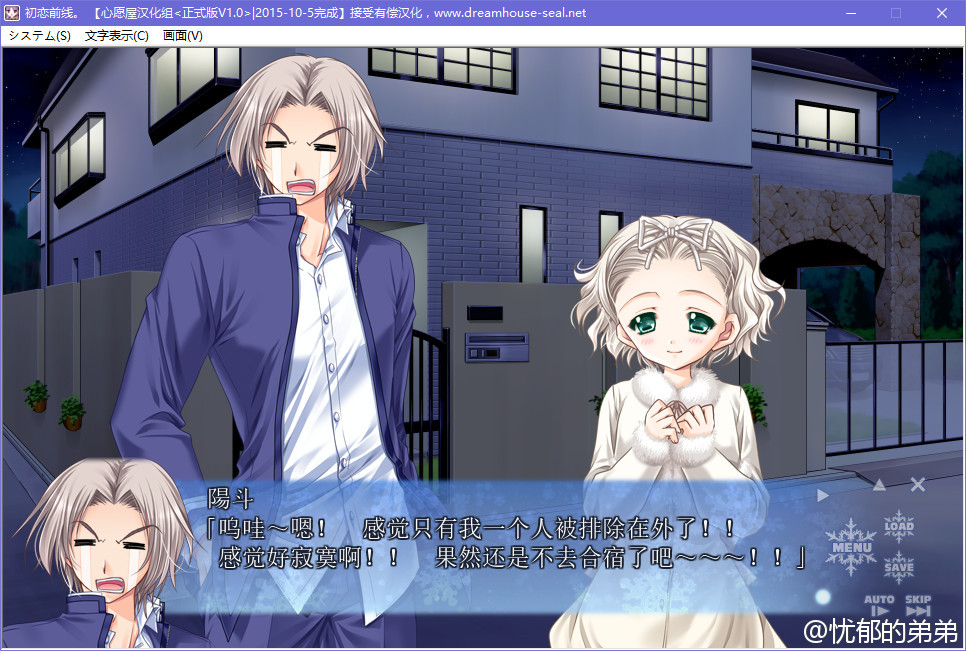 初恋前线。 【心愿屋汉化组<正式版V1.0>|2015-10-5完成】接受有偿汉化，www.dreamhouse-seal.net
システム(S) 文字表示(C) 画面(V)
陽斗
「呜哇～嗯！ 感觉只有我一个人被排除在外了！！
感觉好寂寞啊！！ 果然还是不去合宿了吧～～～！！」
LOAD
MENU
SAVE
AUTO SKIP
@忧郁的弟弟